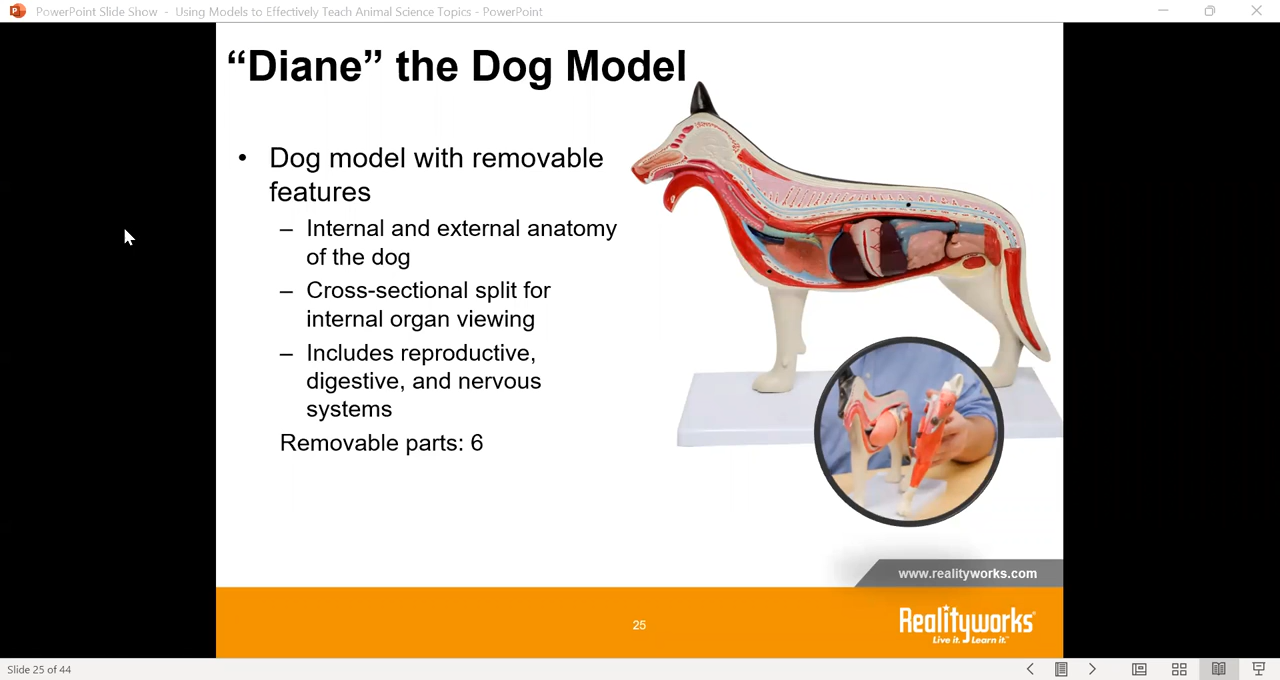 PowerPoint Slide Show - Using Models to Effectively Teach Animal Science Topics - PowerPoint
“Diane” the Dog Model
• Dog model with removable
features
– Internal and external anatomy
of the dog
– Cross-sectional split for
internal organ viewing
– Includes reproductive,
digestive, and nervous
systems
Removable parts: 6
www.realityworks.com
25
Realityworks
Live it. Learn it.™
Slide 25 of 44